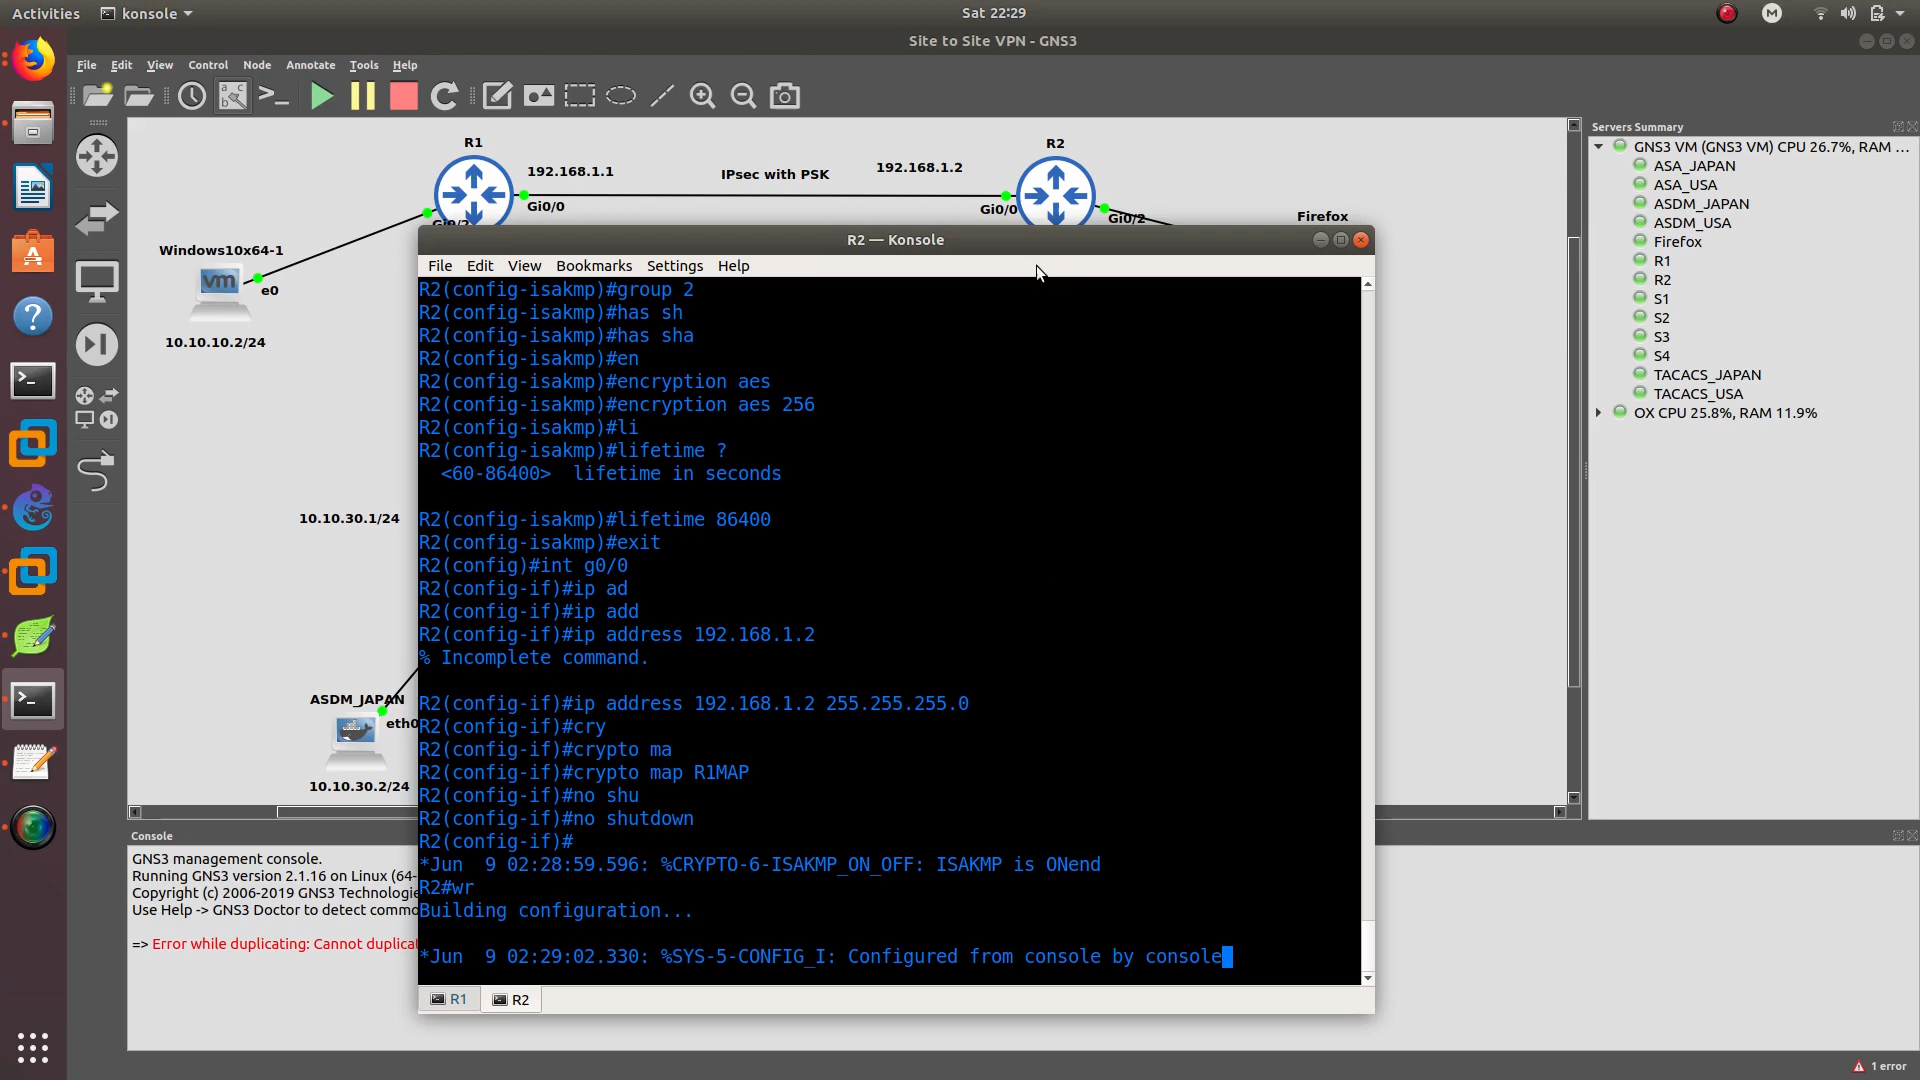 Activities
konsole
Sat 22:29
Site to Site VPN - GNS3
File Edit View Control Node Annotate Tools Help
R1
192.168.1.1
IPsec with PSK
192.168.1.2
R2
Gi0/0
Gi0/0
Gi0/2
Firefox
Windows10x64-1
vm
e0
10.10.10.2/24
10.10.30.1/24
ASDM_JAPAN
eth0
10.10.30.2/24
R2 — Konsole
File Edit View Bookmarks Settings Help
R2(config-isakmp)#group 2
R2(config-isakmp)#has sh
R2(config-isakmp)#has sha
R2(config-isakmp)#en
R2(config-isakmp)#encryption aes
R2(config-isakmp)#encryption aes 256
R2(config-isakmp)#li
R2(config-isakmp)#lifetime ?
<60-86400>  lifetime in seconds
R2(config-isakmp)#lifetime 86400
R2(config-isakmp)#exit
R2(config)#int g0/0
R2(config-if)#ip ad
R2(config-if)#ip add
R2(config-if)#ip address 192.168.1.2
% Incomplete command.
R2(config-if)#ip address 192.168.1.2 255.255.255.0
R2(config-if)#cry
R2(config-if)#crypto ma
R2(config-if)#crypto map R1MAP
R2(config-if)#no shu
R2(config-if)#no shutdown
R2(config-if)#
*Jun  9 02:28:59.596: %CRYPTO-6-ISAKMP_ON_OFF: ISAKMP is ONend
R2#wr
Building configuration...
*Jun  9 02:29:02.330: %SYS-5-CONFIG_I: Configured from console by console
R1
R2
Servers Summary
GNS3 VM (GNS3 VM) CPU 26.7%, RAM ...
ASA_JAPAN
ASA_USA
ASDM_JAPAN
ASDM_USA
Firefox
R1
R2
S1
S2
S3
S4
TACACS_JAPAN
TACACS_USA
OX CPU 25.8%, RAM 11.9%
Console
GNS3 management console.
Running GNS3 version 2.1.16 on Linux (64-
Copyright (c) 2006-2019 GNS3 Technologie
Use Help -> GNS3 Doctor to detect commo
=> Error while duplicating: Cannot duplicat
1 error